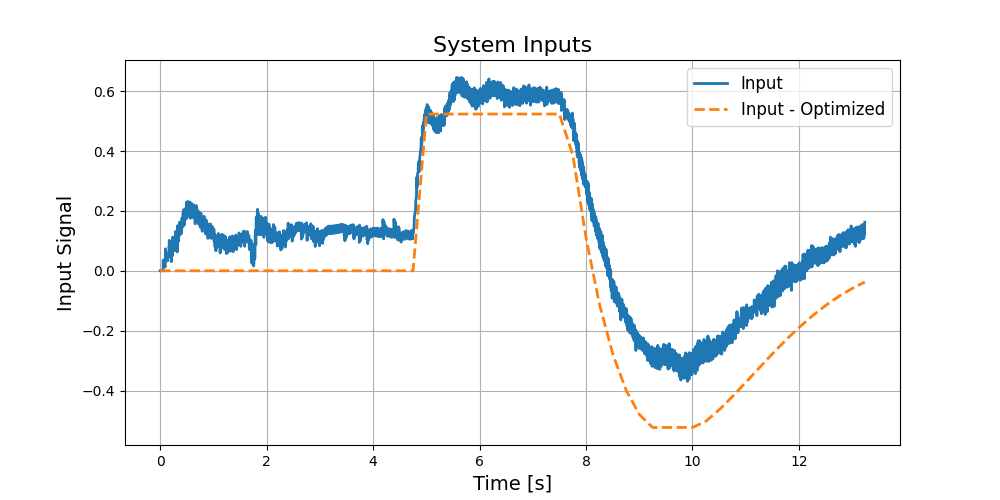 System Inputs
Input
Input - Optimized
Input Signal
0.6
0.4
0.2
0.0
−0.2
−0.4
0 2 4 6 8 10 12
Time [s]